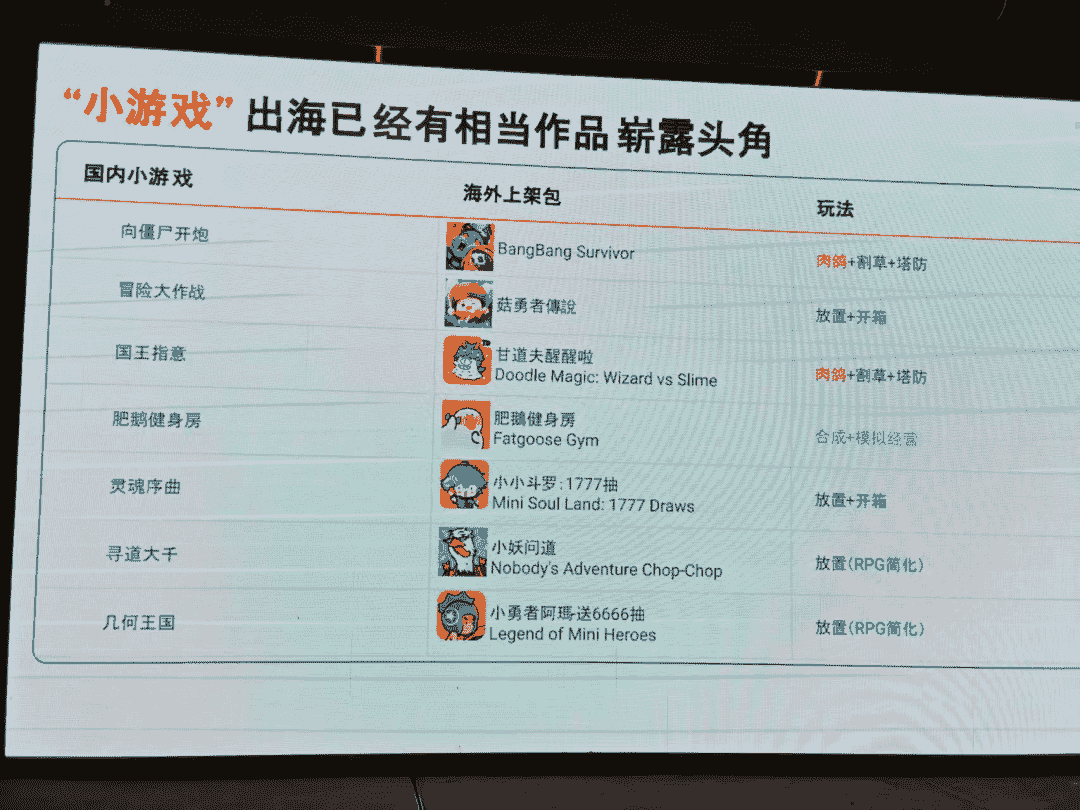 “小游戏”出海已经有相当作品崭露头角
国内小游戏 海外上架包 玩法
向僵尸开炮 BangBang Survivor 肉鸽+割草+塔防
冒险大作战 菇勇者傳說 放置+开箱
国王指意 甘道夫醒醒啦 肉鸽+割草+塔防
Doodle Magic: Wizard vs Slime
肥鹅健身房 肥鵝健身房 合成+模拟经营
Fatgoose Gym
灵魂序曲 小小斗罗:1777抽 放置+开箱
Mini Soul Land: 1777 Draws
寻道大千 小妖问道 放置(RPG简化)
Nobody's Adventure Chop-Chop
几何王国 小勇者阿瑪-送6666抽 放置(RPG简化)
Legend of Mini Heroes